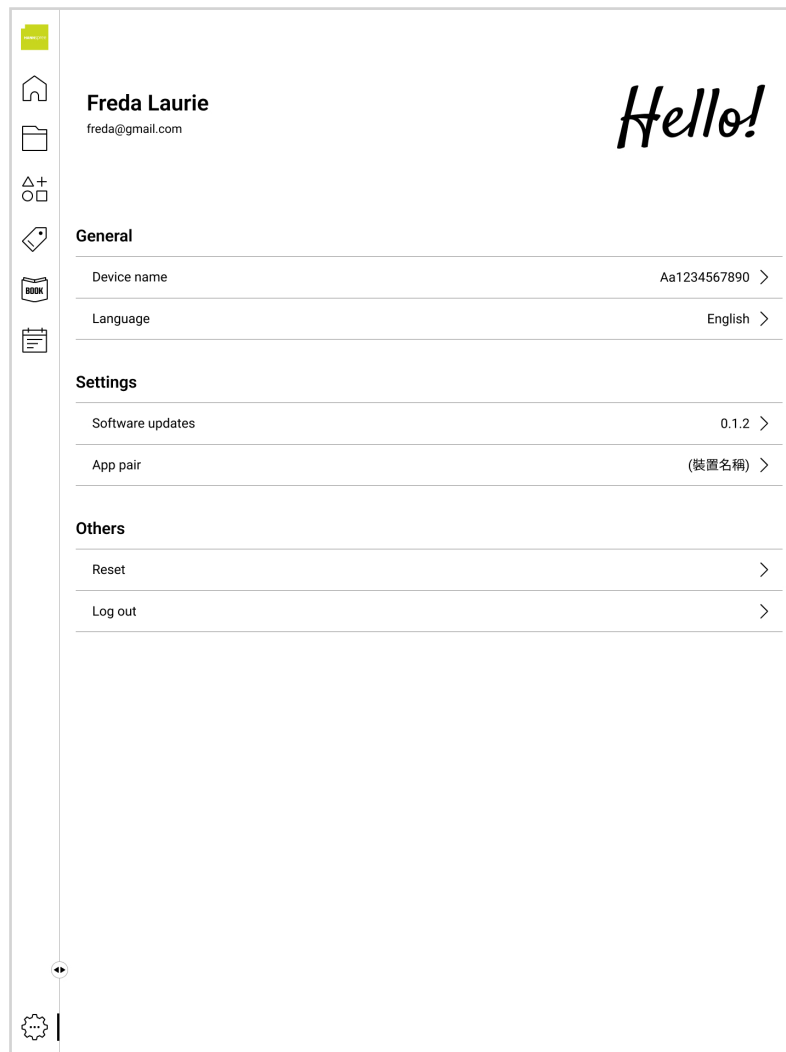 Freda Laurie
freda@gmail.com
Hello!
BOOK
General
Device name Aa1234567890
Language English
Settings
Software updates 0.1.2
App pair (裝置名稱)
Others
Reset
Log out